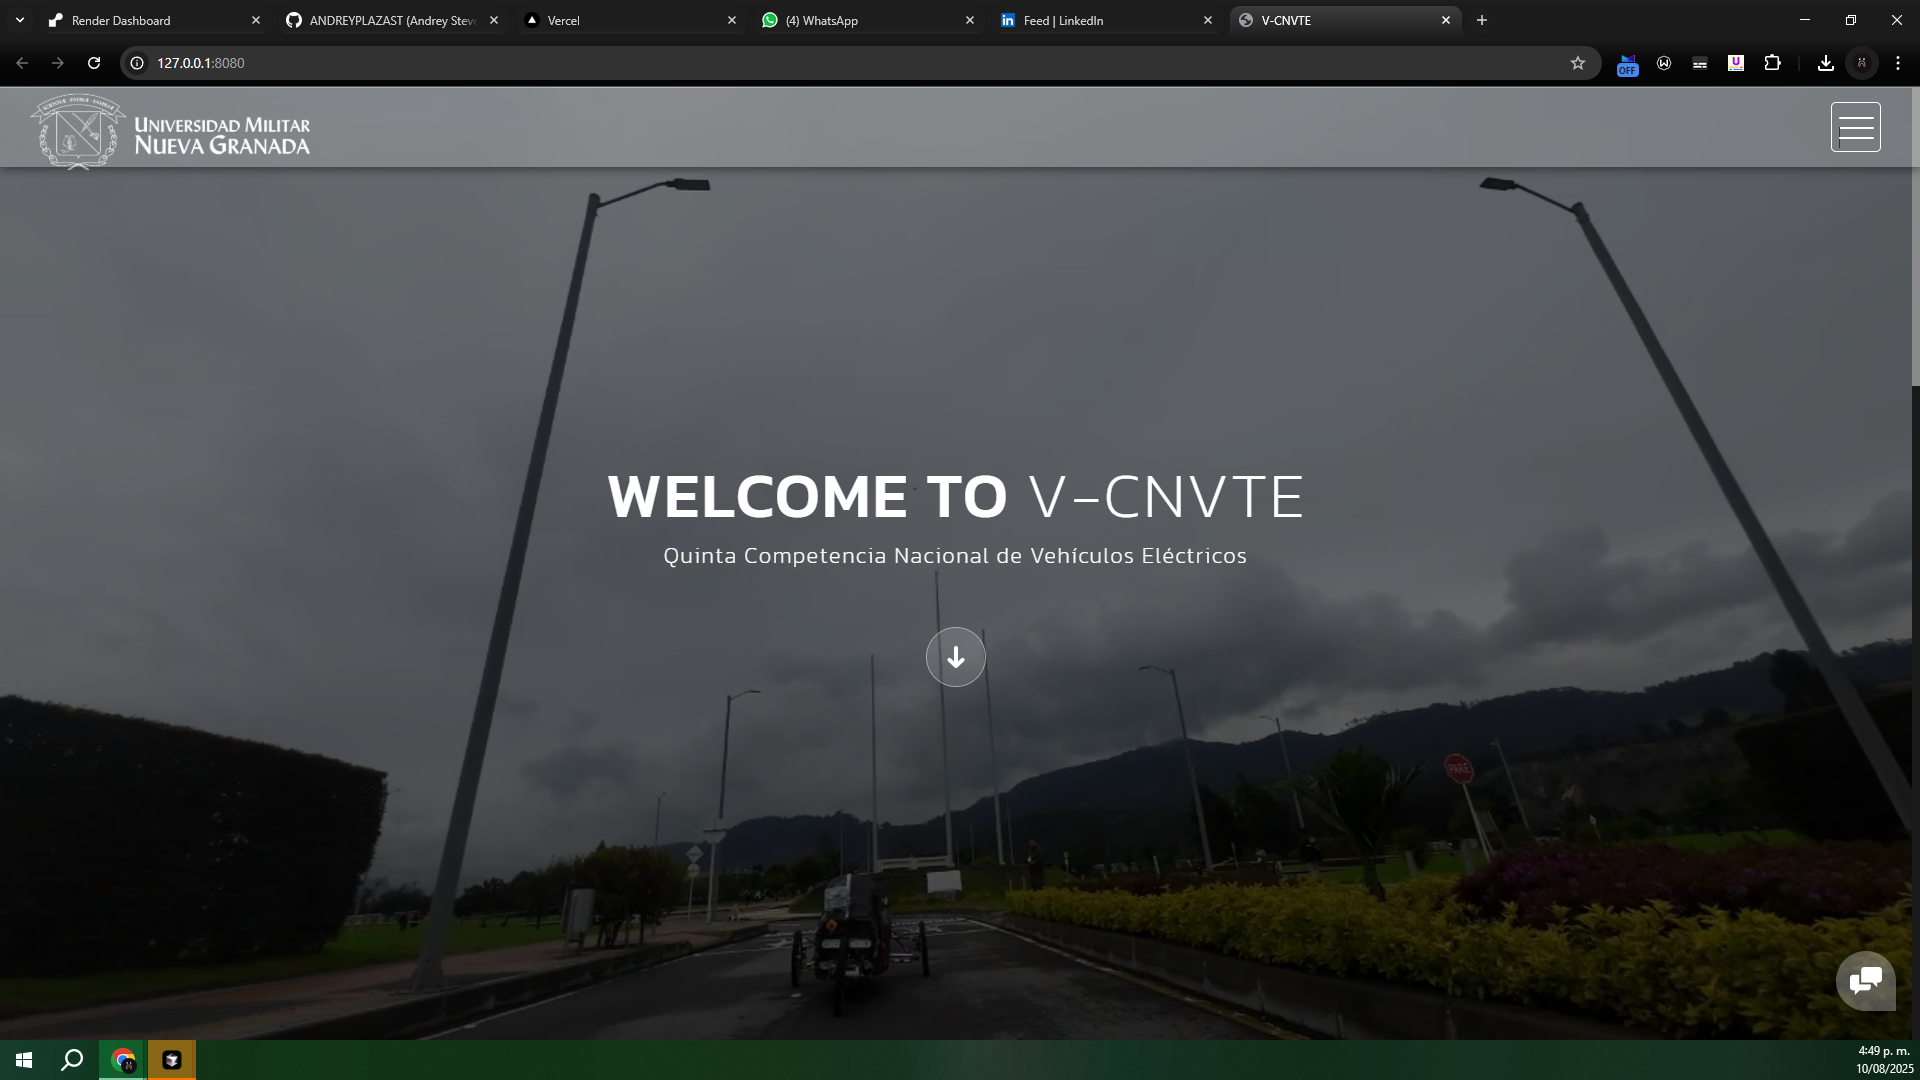 Render Dashboard
ANDREYPLAZAST (Andrey Steve
Vercel
(4) WhatsApp
Feed | LinkedIn
V-CNVTE
127.0.0.1:8080
OFF
UNIVERSIDAD MILITAR
NUEVA GRANADA
WELCOME TO V-CNVTE
Quinta Competencia Nacional de Vehículos Eléctricos
PARE
4:49 p. m.
10/08/2025